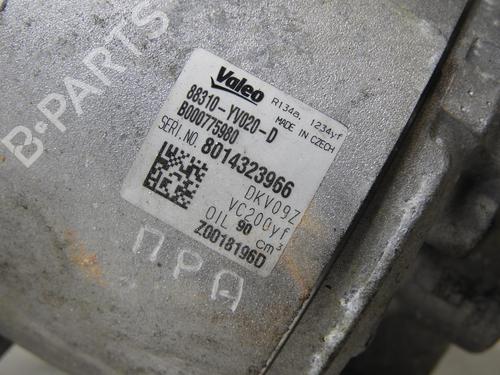 B-PARTS
Valeo
R134a, 1234yf
88310-YV020-D
MADE IN CZECH
B000775980
SERI.NO. 8014323966
DKV09Z
VC200yf
OIL 90 cm³
Z0018196D
ПРА